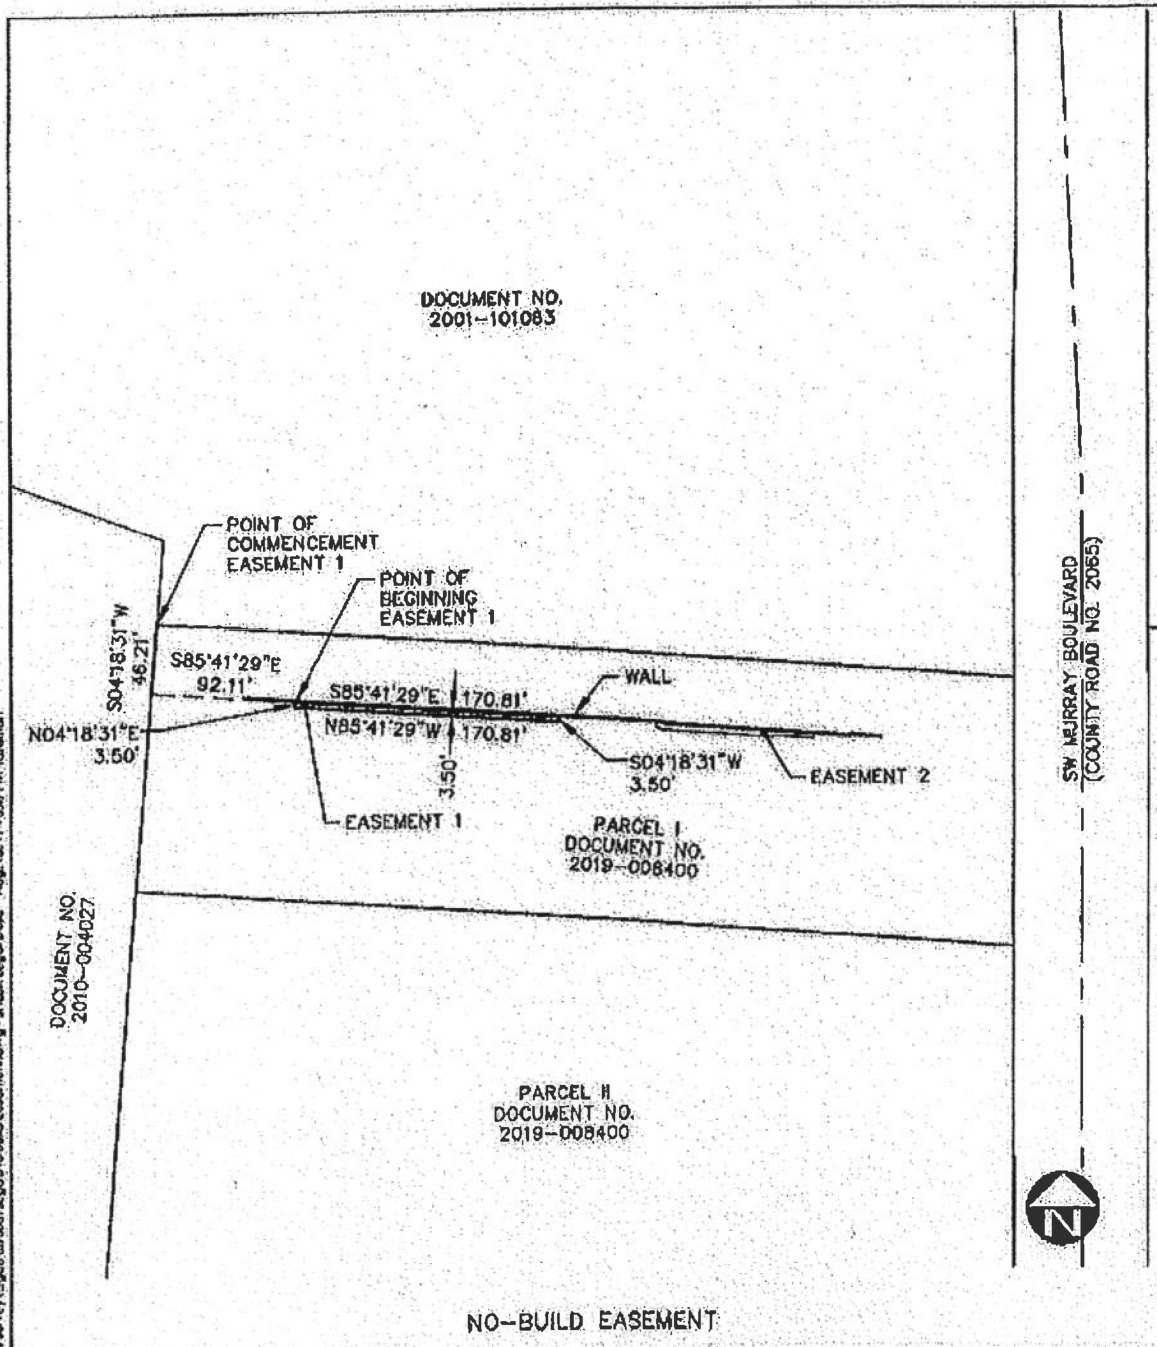 DOCUMENT NO.
2001-101083
POINT OF
COMMENCEMENT
EASEMENT 1
POINT OF
BEGINNING
EASEMENT 1
S04°18'31"W
46.21'
S85°41'29"E
92.11'
S85°41'29"E 170.81'
WALL
N04°18'31"E
3.50'
N85°41'29"W 170.81'
3.50'
S04°18'31"W
3.50'
EASEMENT 2
EASEMENT 1
PARCEL I
DOCUMENT NO.
2019-008400
SW MURRAY BOULEVARD
(COUNTY ROAD NO. 2065)
DOCUMENT NO.
2010-004027
PARCEL II
DOCUMENT NO.
2019-008400
N
NO-BUILD EASEMENT